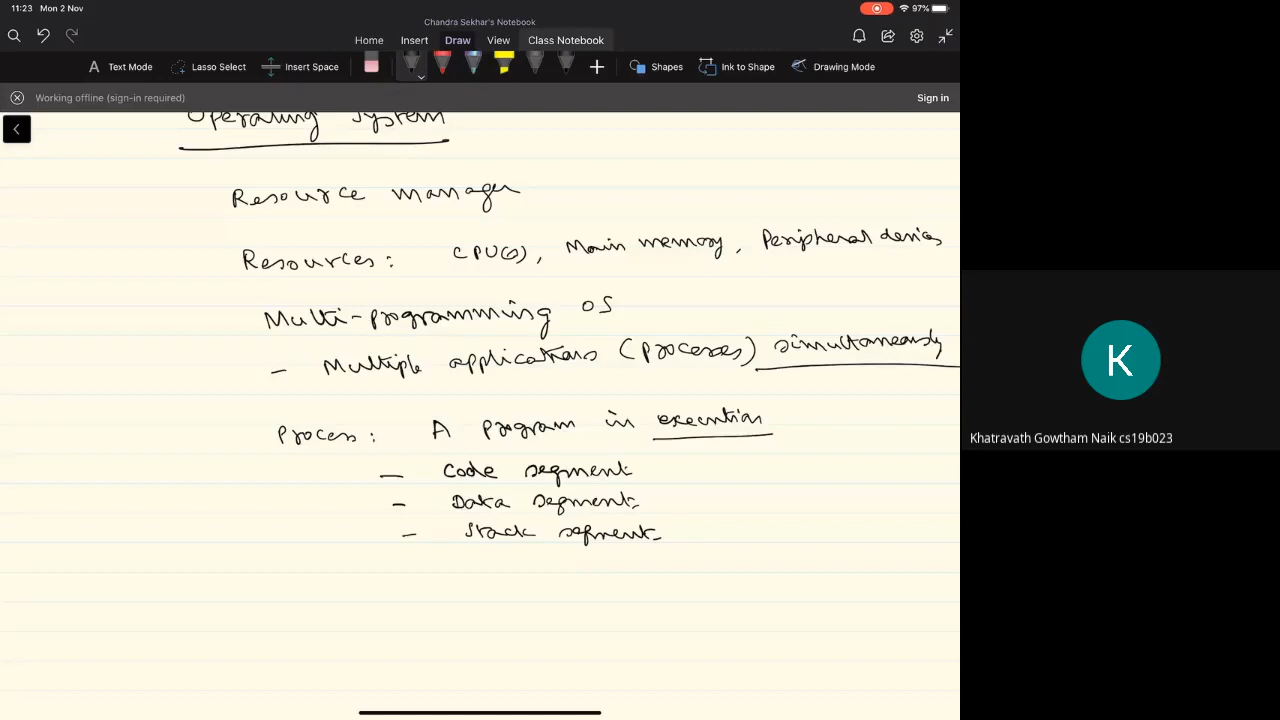 11:23 Mon 2 Nov
97%
Chandra Sekhar's Notebook
Home Insert Draw View Class Notebook
Text Mode Lasso Select Insert Space Shapes Ink to Shape Drawing Mode
Working offline (sign-in required) Sign in
Operating System
Resource manager
Resources: CPU(s), Main memory, Peripheral devices
Multi-programming OS
- Multiple applications (processes) simultaneously
Process: A program in execution
- Code segment
- Data segment
- Stack segment
K
Khatravath Gowtham Naik cs19b023